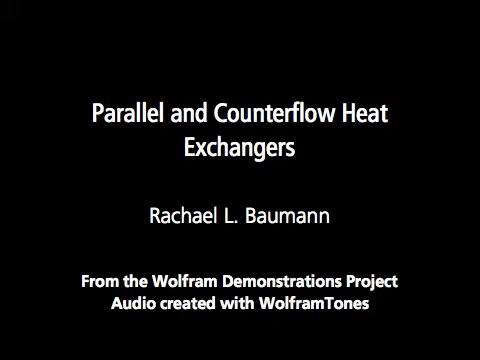 Parallel and Counterflow Heat
Exchangers
Rachael L. Baumann
From the Wolfram Demonstrations Project
Audio created with WolframTones